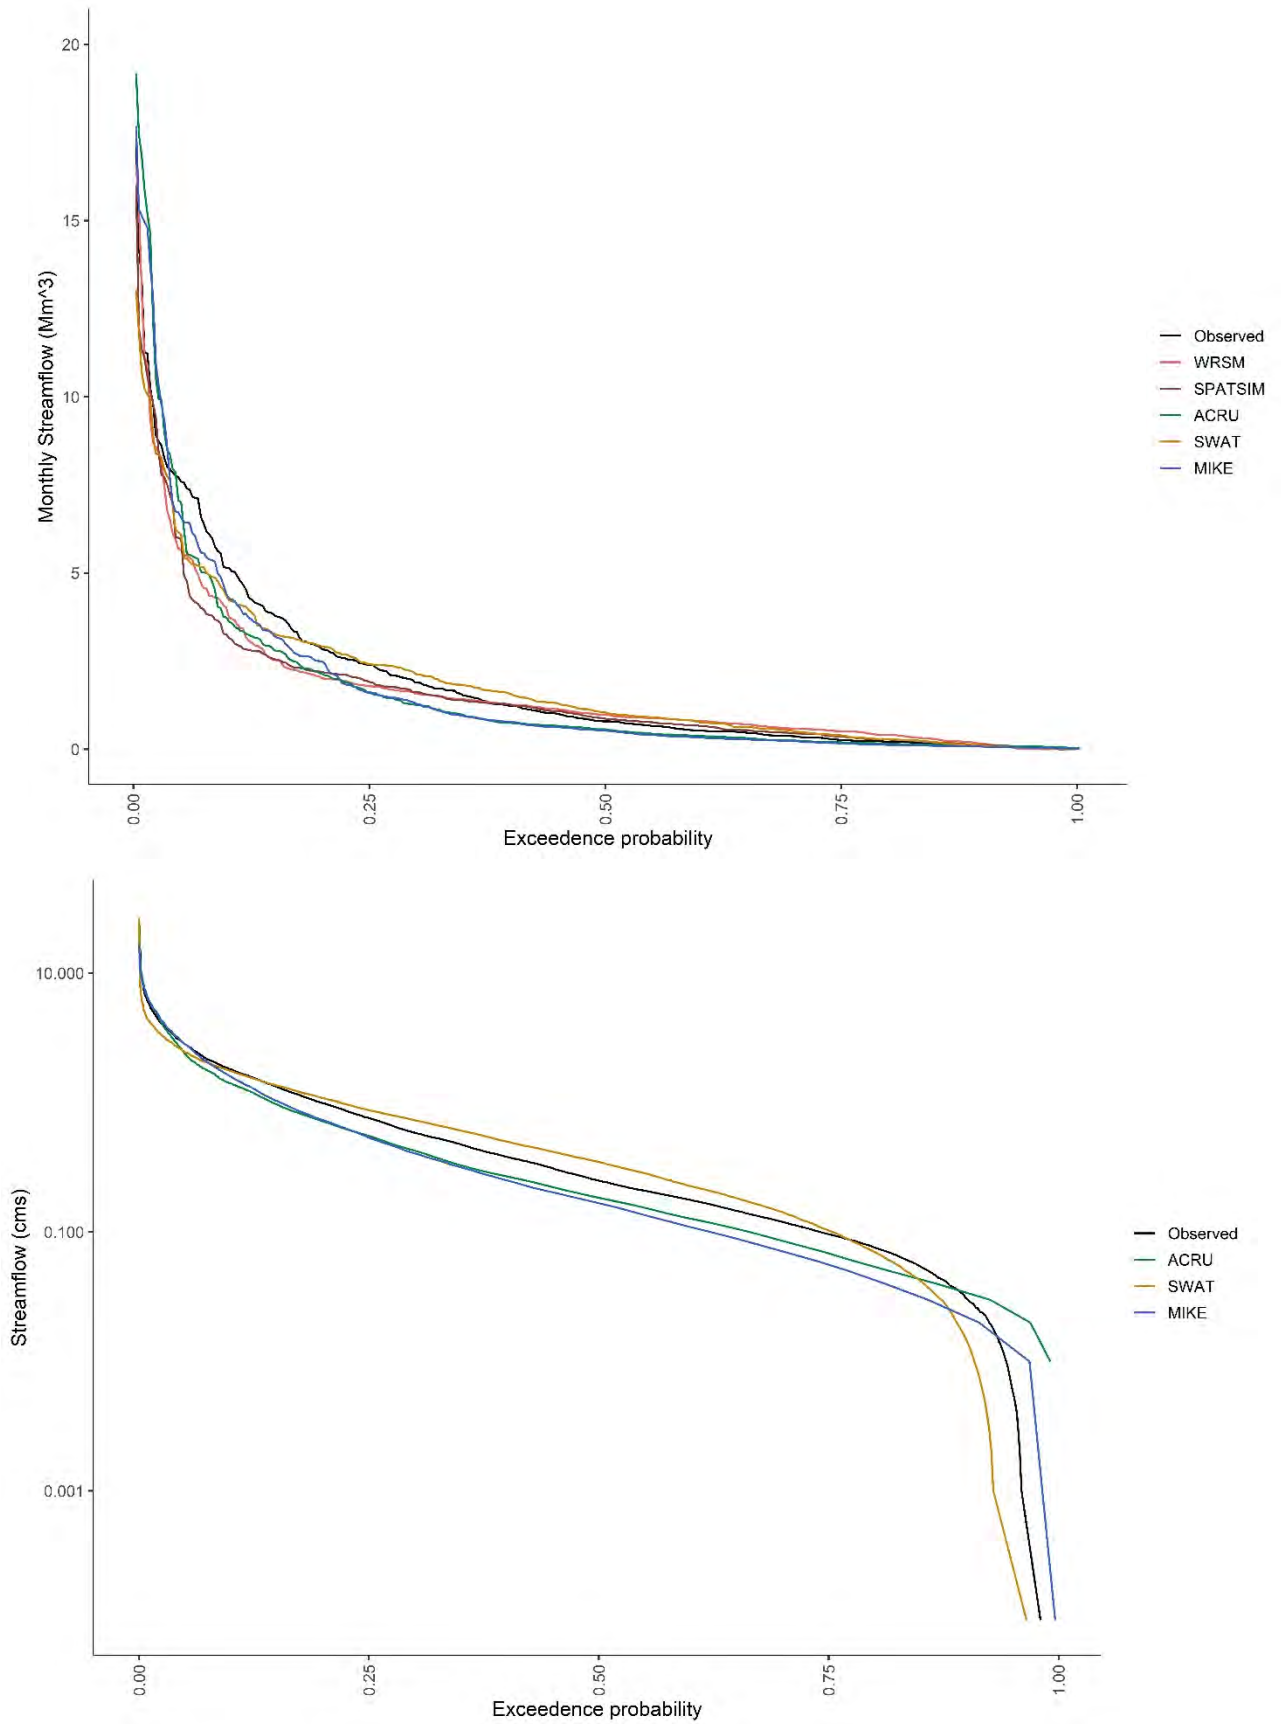 20
15
10
5
0
Monthly Streamflow (Mm^3)
0.00
0.25
0.50
0.75
1.00
Exceedence probability
Observed
WRSM
SPATSIM
ACRU
SWAT
MIKE
10.000
0.100
0.001
Streamflow (cms)
0.00
0.25
0.50
0.75
1.00
Exceedence probability
Observed
ACRU
SWAT
MIKE